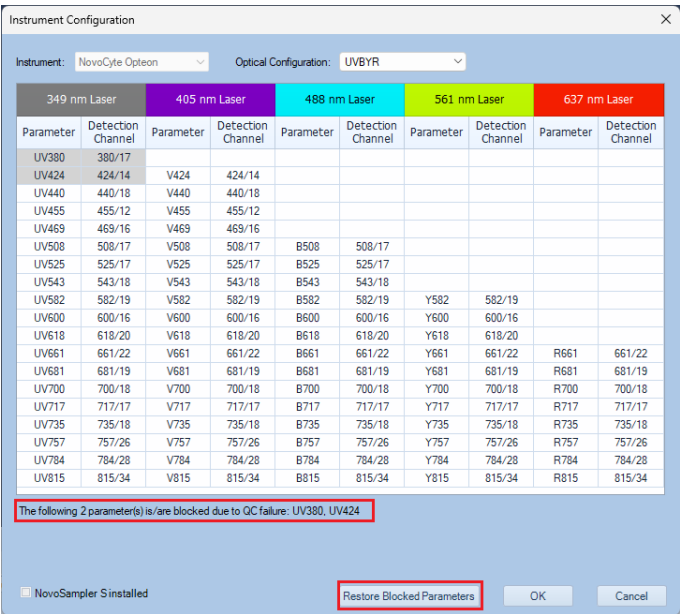 Instrument Configuration
Instrument: NovoCyte Opteon Optical Configuration: UVBYR
349 nm Laser 405 nm Laser 488 nm Laser 561 nm Laser 637 nm Laser
Parameter Detection Channel Parameter Detection Channel Parameter Detection Channel Parameter Detection Channel Parameter Detection Channel
UV380 380/17
UV424 424/14 V424 424/14
UV440 440/18 V440 440/18
UV455 455/12 V455 455/12
UV469 469/16 V469 469/16
UV508 508/17 V508 508/17 B508 508/17
UV525 525/17 V525 525/17 B525 525/17
UV543 543/18 V543 543/18 B543 543/18
UV582 582/19 V582 582/19 B582 582/19 Y582 582/19
UV600 600/16 V600 600/16 B600 600/16 Y600 600/16
UV618 618/20 V618 618/20 B618 618/20 Y618 618/20
UV661 661/22 V661 661/22 B661 661/22 Y661 661/22 R661 661/22
UV681 681/19 V681 681/19 B681 681/19 Y681 681/19 R681 681/19
UV700 700/18 V700 700/18 B700 700/18 Y700 700/18 R700 700/18
UV717 717/17 V717 717/17 B717 717/17 Y717 717/17 R717 717/17
UV735 735/18 V735 735/18 B735 735/18 Y735 735/18 R735 735/18
UV757 757/26 V757 757/26 B757 757/26 Y757 757/26 R757 757/26
UV784 784/28 V784 784/28 B784 784/28 Y784 784/28 R784 784/28
UV815 815/34 V815 815/34 B815 815/34 Y815 815/34 R815 815/34
The following 2 parameter(s) is/are blocked due to QC failure: UV380, UV424
NovoSampler S installed Restore Blocked Parameters OK Cancel